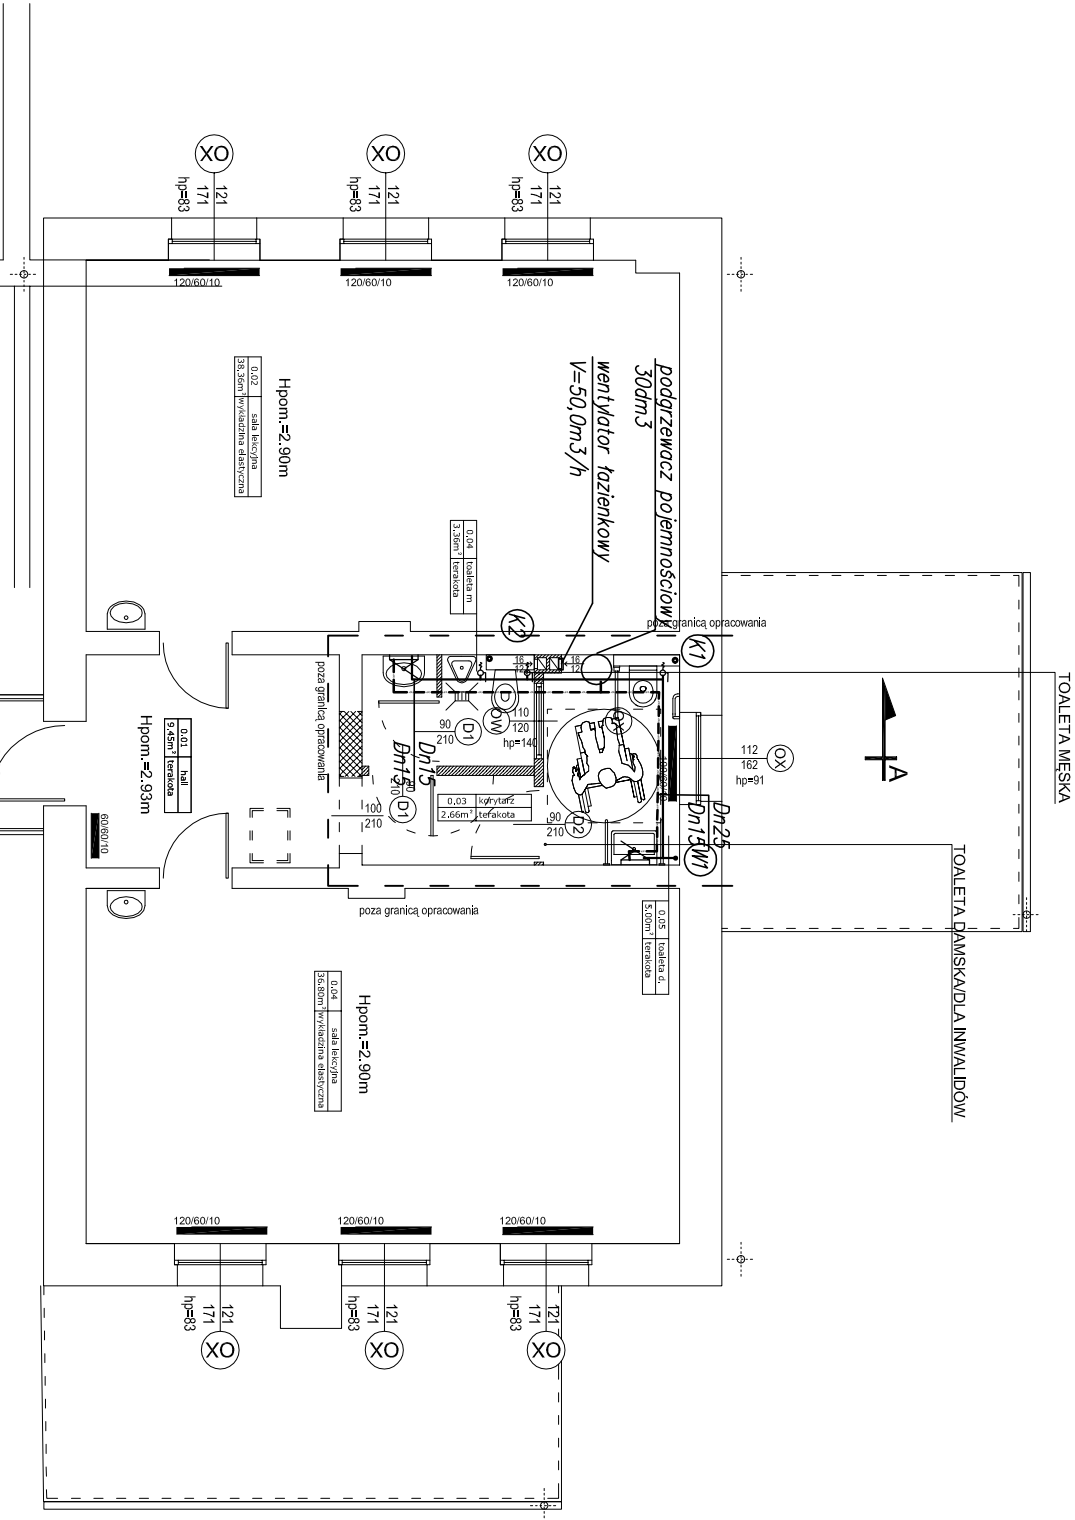 XO
121
171
hp=83
XO
121
171
hp=83
XO
121
171
hp=83
120/60/10
120/60/10
120/60/10
Hpom.=2.90m
0.02 sala lekcyjna
38,36m² wykładzina elastyczna
podgrzewacz pojemnościow
30dm3
wentylator łazienkowy
V=50,0m3/h
0.04 toaleta m
3.36m² terakota
K2
K1
poza granicą opracowania
TOALETA MĘSKA
16
12
16
12
D
OW
110
120
hp=140
90
210
D1
Dn15
Dn15
112
162
hp=91
OX
A
poza granicą opracowania
0.01 hall
9.45m² terakota
Hpom.=2.93m
100
210
D1
0.03 korytarz
2.66m² terakota
90
210
D2
Dn25
Dn15
W1
60/60/10
TOALETA DAMSKA/DLA INWALIDÓW
poza granicą opracowania
0.05 toaleta d.
5.00m² terakota
Hpom.=2.90m
0.04 sala lekcyjna
36.80m² wykładzina elastyczna
120/60/10
120/60/10
120/60/10
121
171
hp=83
XO
121
171
hp=83
XO
121
171
hp=83
XO